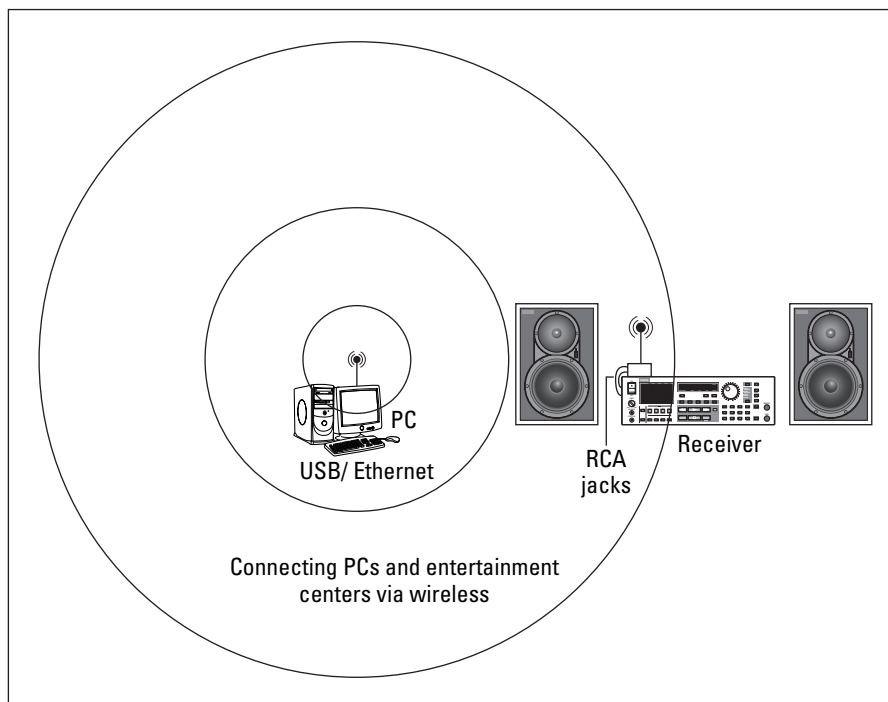 PC
USB/ Ethernet
RCA
jacks
Receiver
Connecting PCs and entertainment
centers via wireless